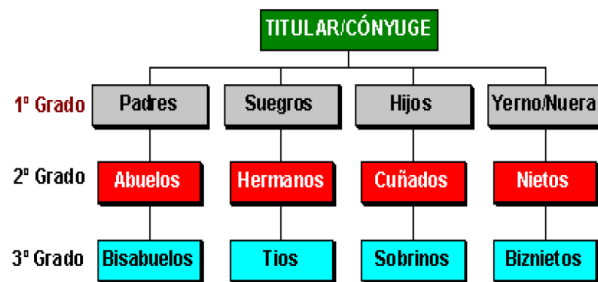 TITULAR/CÓNYUGE
1º Grado Padres Suegros Hijos Yerno/Nuera
2º Grado Abuelos Hermanos Cuñados Nietos
3º Grado Bisabuelos Tios Sobrinos Biznietos